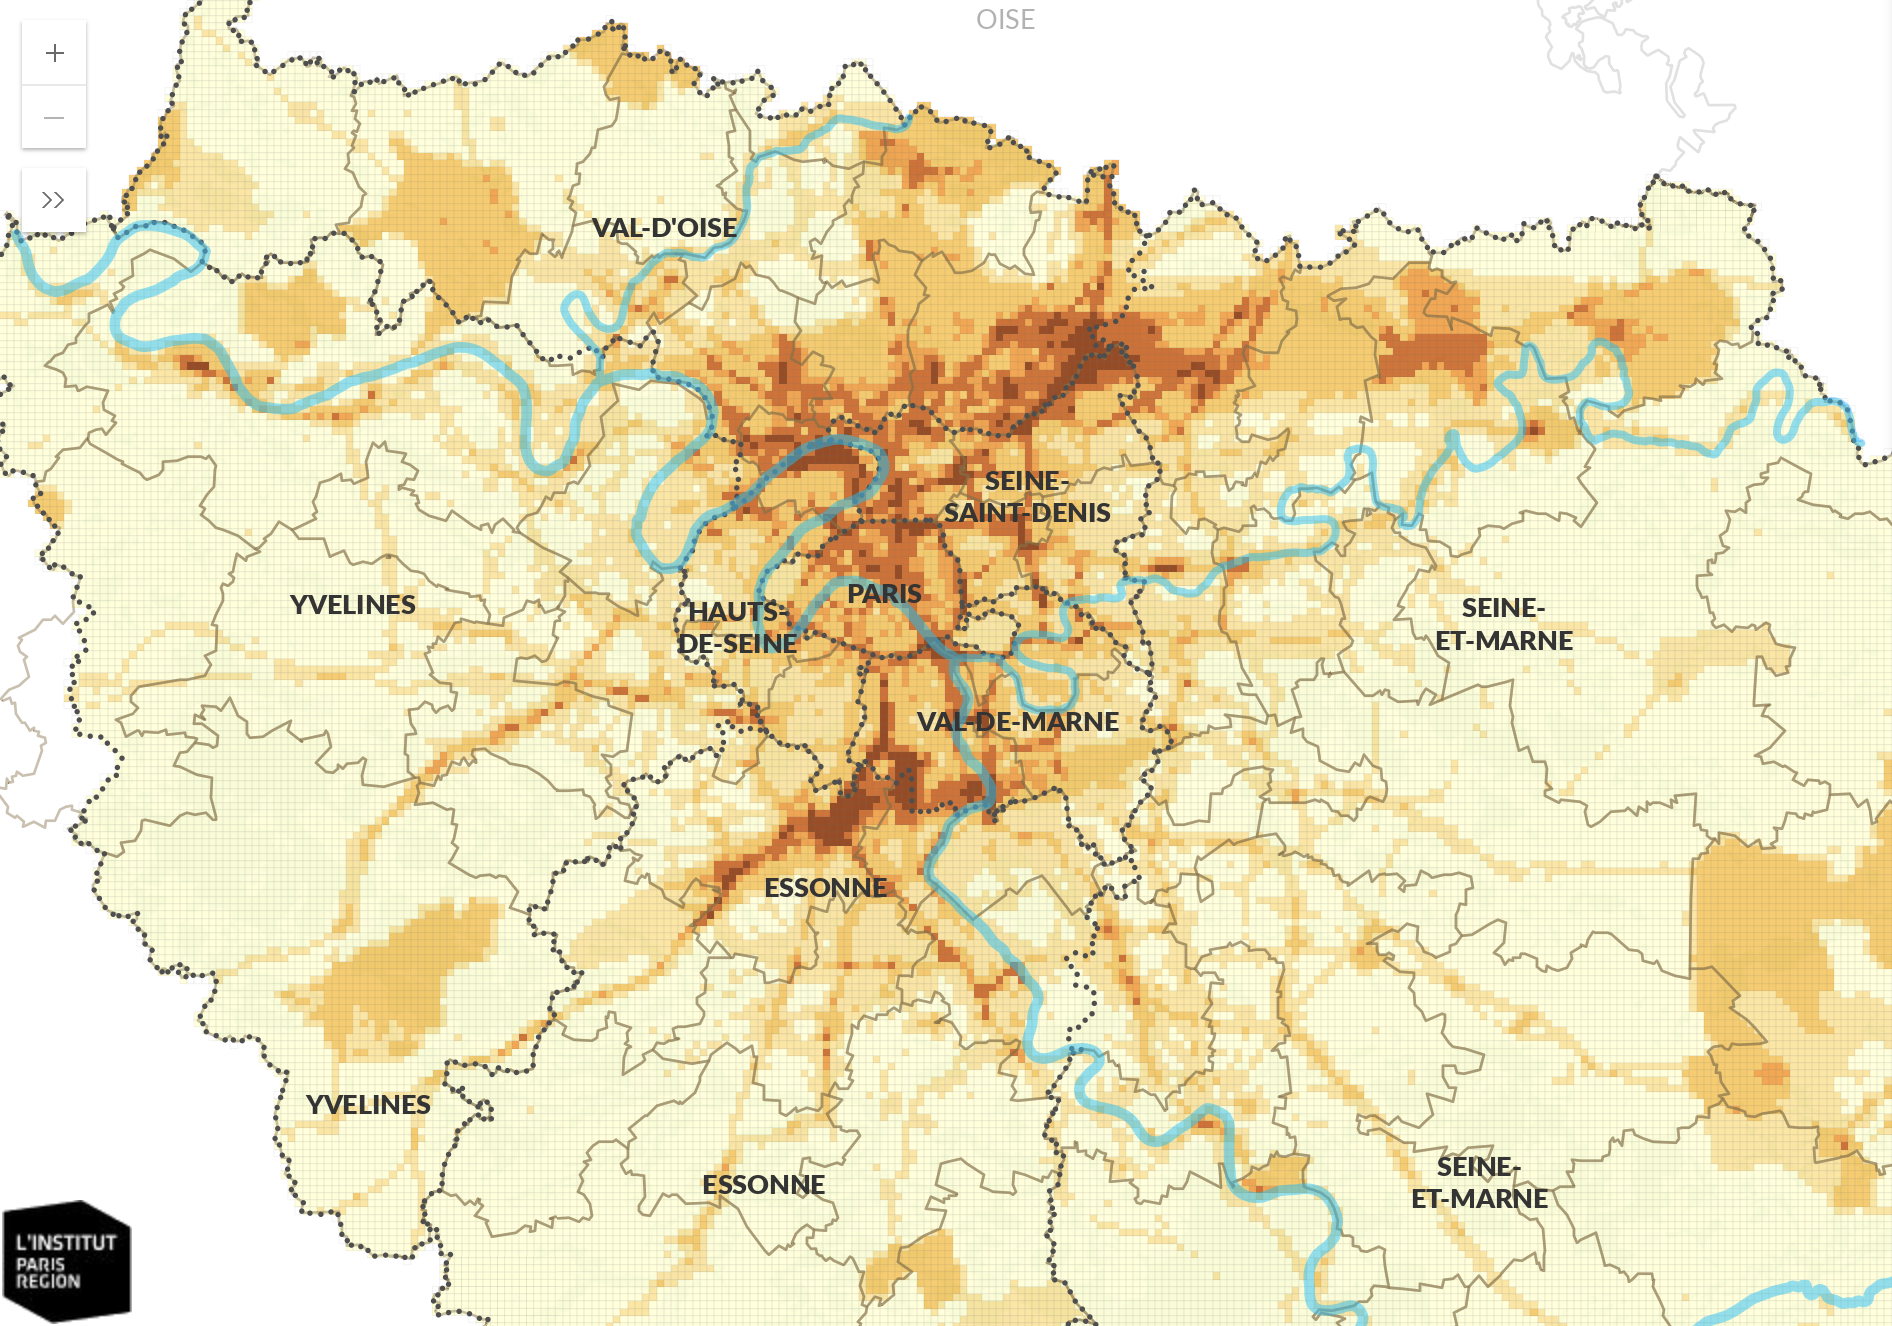 OISE
+
−
>>
VAL-D'OISE
SEINE-
SAINT-DENIS
PARIS
YVELINES
HAUTS-
DE-SEINE
SEINE-
ET-MARNE
VAL-DE-MARNE
ESSONNE
YVELINES
ESSONNE
SEINE-
ET-MARNE
L'INSTITUT
PARIS
REGION